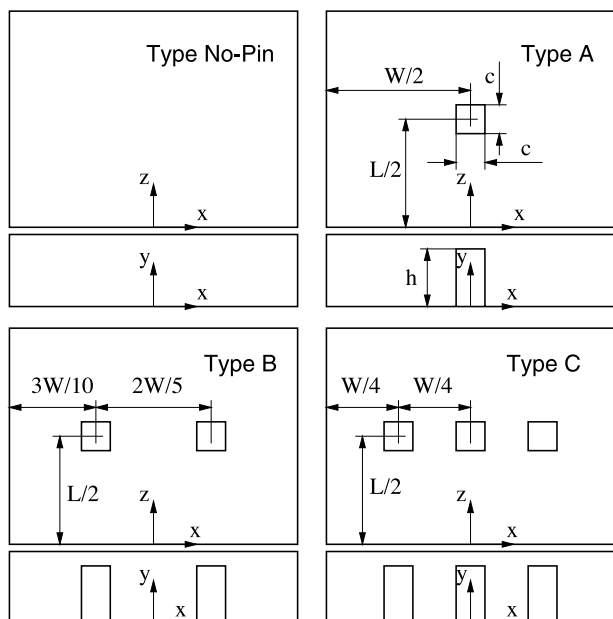 Type No-Pin
z
x
y
x
Type A
W/2
c
c
L/2
z
x
h
y
x
Type B
3W/10
2W/5
L/2
z
x
y
x
Type C
W/4
W/4
L/2
z
x
y
x